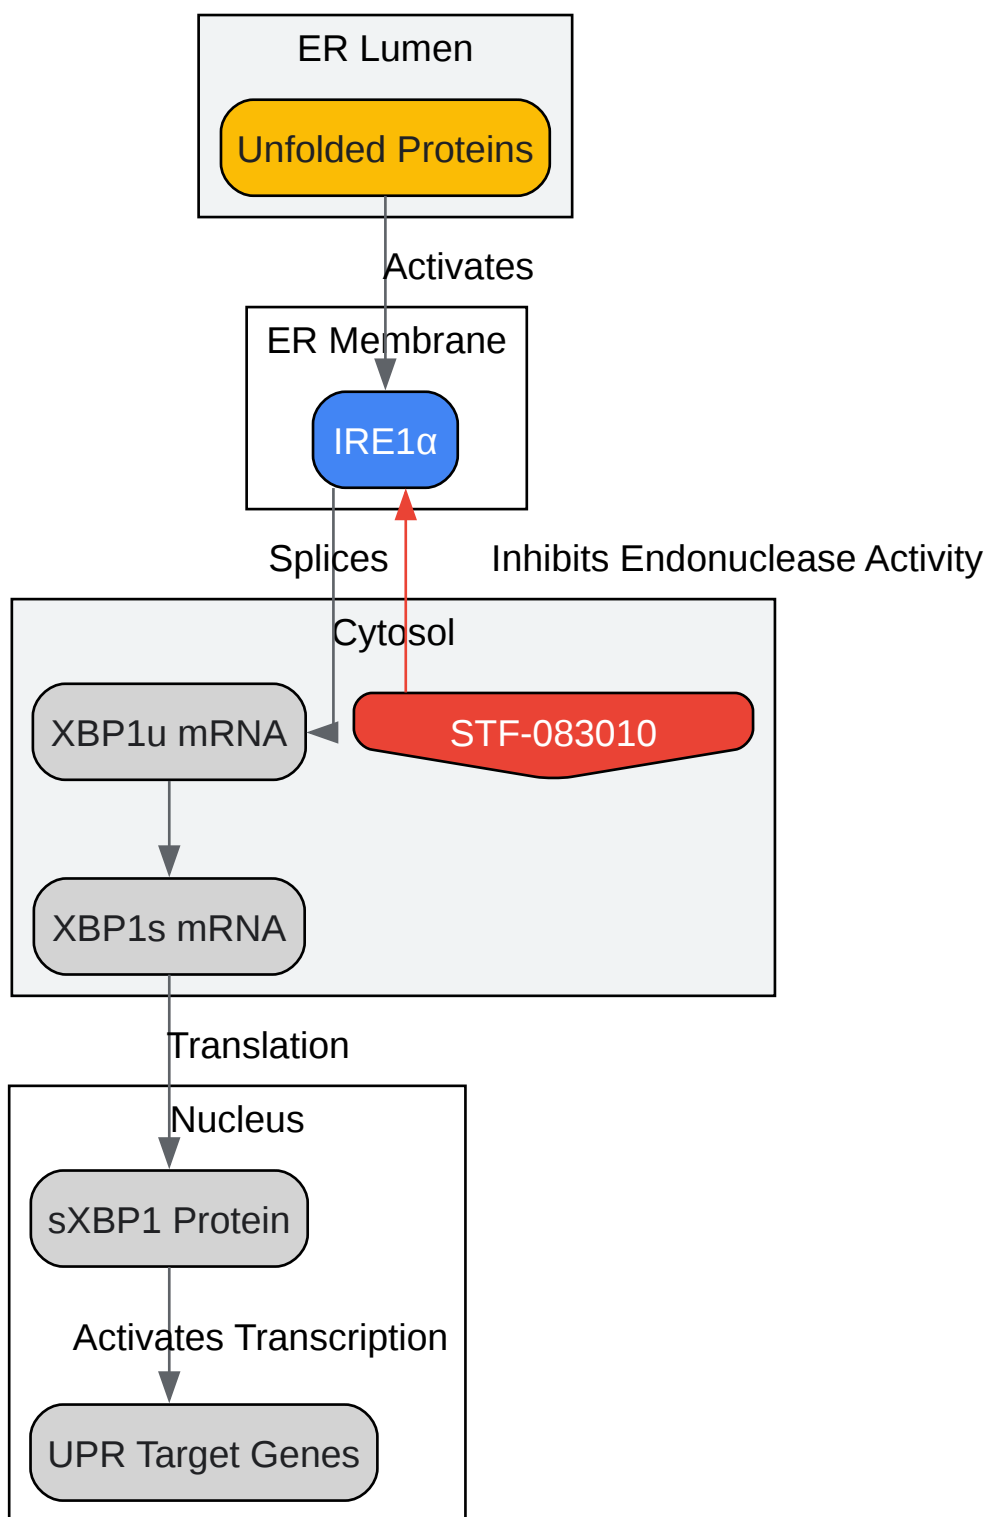 ER Lumen
Unfolded Proteins
Activates
ER Membrane
IRE1α
Splices
Inhibits Endonuclease Activity
Cytosol
XBP1u mRNA
STF-083010
XBP1s mRNA
Translation
Nucleus
sXBP1 Protein
Activates Transcription
UPR Target Genes